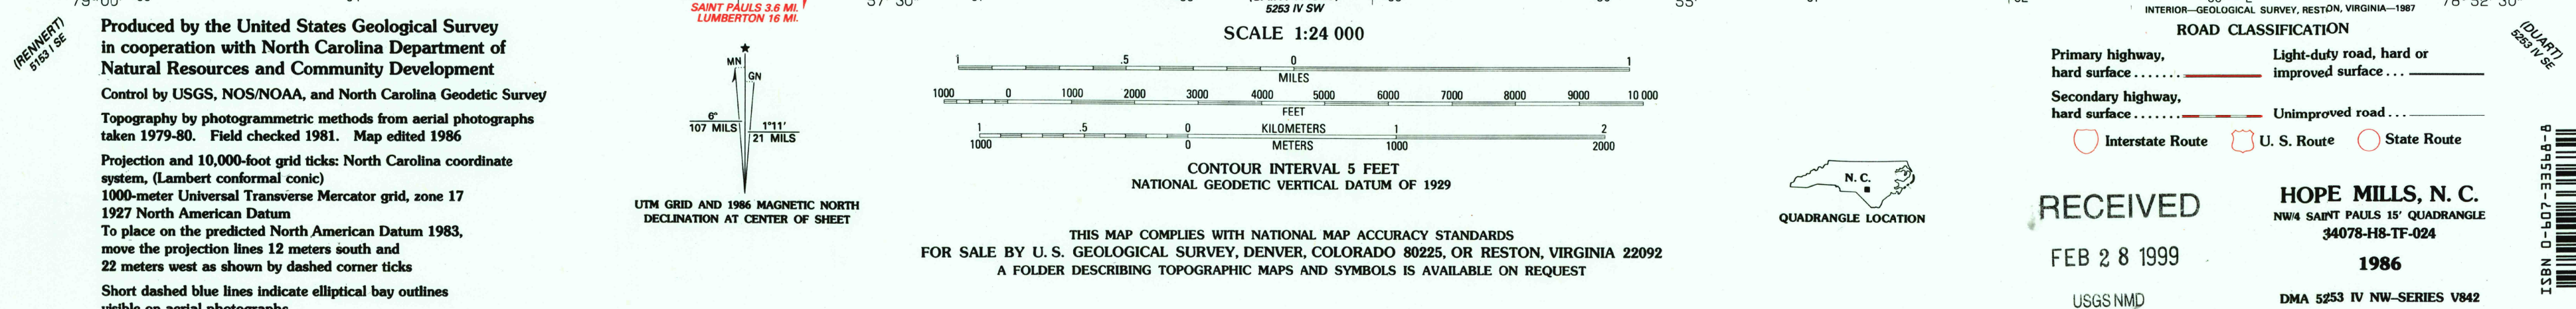 SAINT PAULS 3.6 MI.
LUMBERTON 16 MI.
5253 IV SW
INTERIOR—GEOLOGICAL SURVEY, RESTON, VIRGINIA—1987
(RENNERT)
5153 I SE
Produced by the United States Geological Survey
in cooperation with North Carolina Department of
Natural Resources and Community Development
Control by USGS, NOS/NOAA, and North Carolina Geodetic Survey
Topography by photogrammetric methods from aerial photographs
taken 1979-80. Field checked 1981. Map edited 1986
Projection and 10,000-foot grid ticks: North Carolina coordinate
system, (Lambert conformal conic)
1000-meter Universal Transverse Mercator grid, zone 17
1927 North American Datum
To place on the predicted North American Datum 1983,
move the projection lines 12 meters south and
22 meters west as shown by dashed corner ticks
Short dashed blue lines indicate elliptical bay outlines
visible on aerial photographs
MN
GN
6°
107 MILS
1°11′
21 MILS
UTM GRID AND 1986 MAGNETIC NORTH
DECLINATION AT CENTER OF SHEET
SCALE 1:24 000
1 .5 0 1
MILES
1000 0 1000 2000 3000 4000 5000 6000 7000 8000 9000 10 000
FEET
1 .5 0 KILOMETERS 1 2
1000 0 METERS 1000 2000
CONTOUR INTERVAL 5 FEET
NATIONAL GEODETIC VERTICAL DATUM OF 1929
THIS MAP COMPLIES WITH NATIONAL MAP ACCURACY STANDARDS
FOR SALE BY U. S. GEOLOGICAL SURVEY, DENVER, COLORADO 80225, OR RESTON, VIRGINIA 22092
A FOLDER DESCRIBING TOPOGRAPHIC MAPS AND SYMBOLS IS AVAILABLE ON REQUEST
N. C.
QUADRANGLE LOCATION
ROAD CLASSIFICATION
Primary highway,
hard surface.......
Light-duty road, hard or
improved surface...
Secondary highway,
hard surface.......
Unimproved road...
Interstate Route
U. S. Route
State Route
RECEIVED
FEB 28 1999
USGS NMD
HOPE MILLS, N. C.
NW/4 SAINT PAULS 15′ QUADRANGLE
34078-H8-TF-024
1986
DMA 5253 IV NW–SERIES V842
(DUART)
5253 IV SE